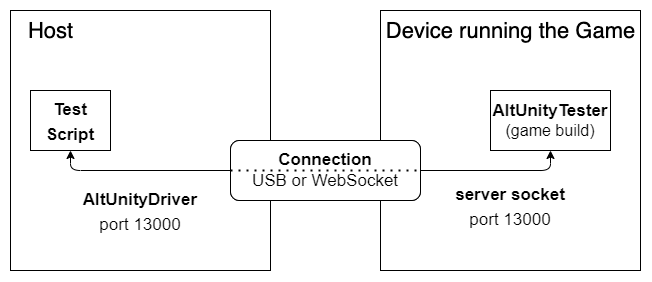 Host
Device running the Game
Test
Script
AltUnityTester
(game build)
Connection
USB or WebSocket
AltUnityDriver
port 13000
server socket
port 13000